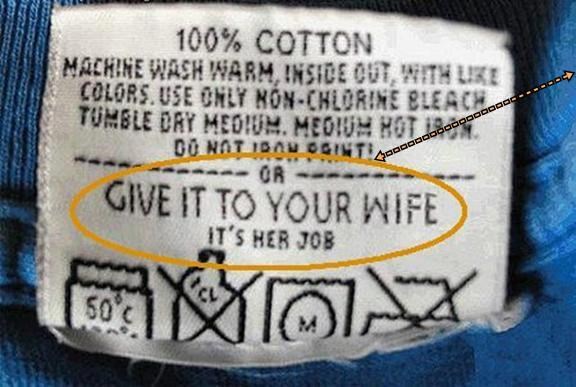 100% COTTON
MACHINE WASH WARM, INSIDE OUT, WITH LIKE
COLORS. USE ONLY NON-CHLORINE BLEACH
TUMBLE DRY MEDIUM. MEDIUM HOT IRON.
DO NOT IRON PRINT!
OR
GIVE IT TO YOUR WIFE
IT'S HER JOB
60°c CL M